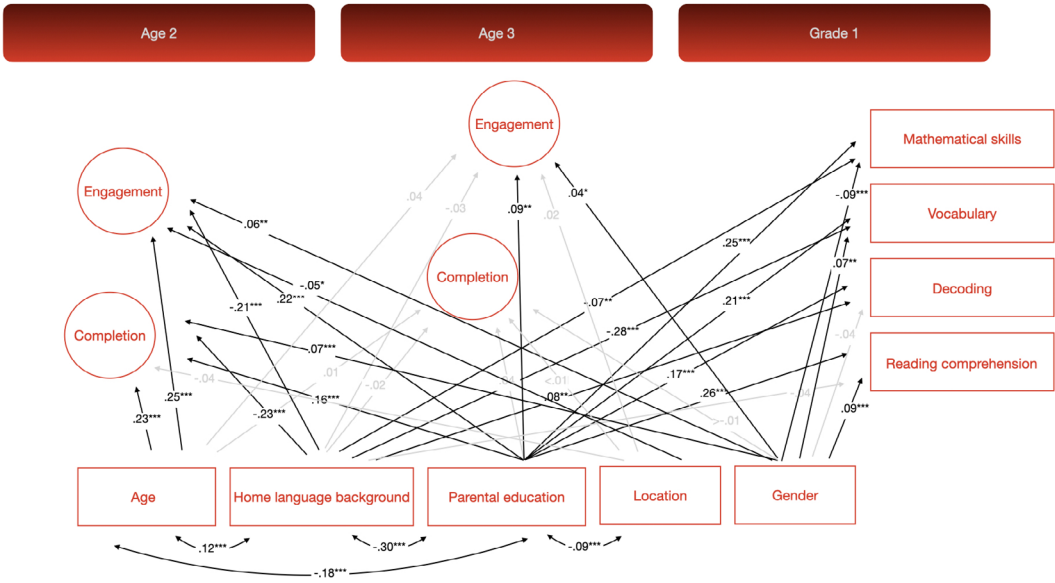 Age 2
Age 3
Grade 1
Engagement
Mathematical skills
Engagement
.04
-.03
.09**
.02
.04*
-.09***
Vocabulary
.06**
.25***
Completion
.07**
Decoding
-.05*
.22***
-.21***
-.07**
.21***
Completion
-.28***
-.04
.07***
Reading comprehension
-.04
.01
-.02
<.01
.17***
.25***
.16***
.08**
.26***
-.04
.23***
-.23***
.09***
>-.01
Age
Home language background
Parental education
Location
Gender
.12***
-.30***
-.09***
-.18***